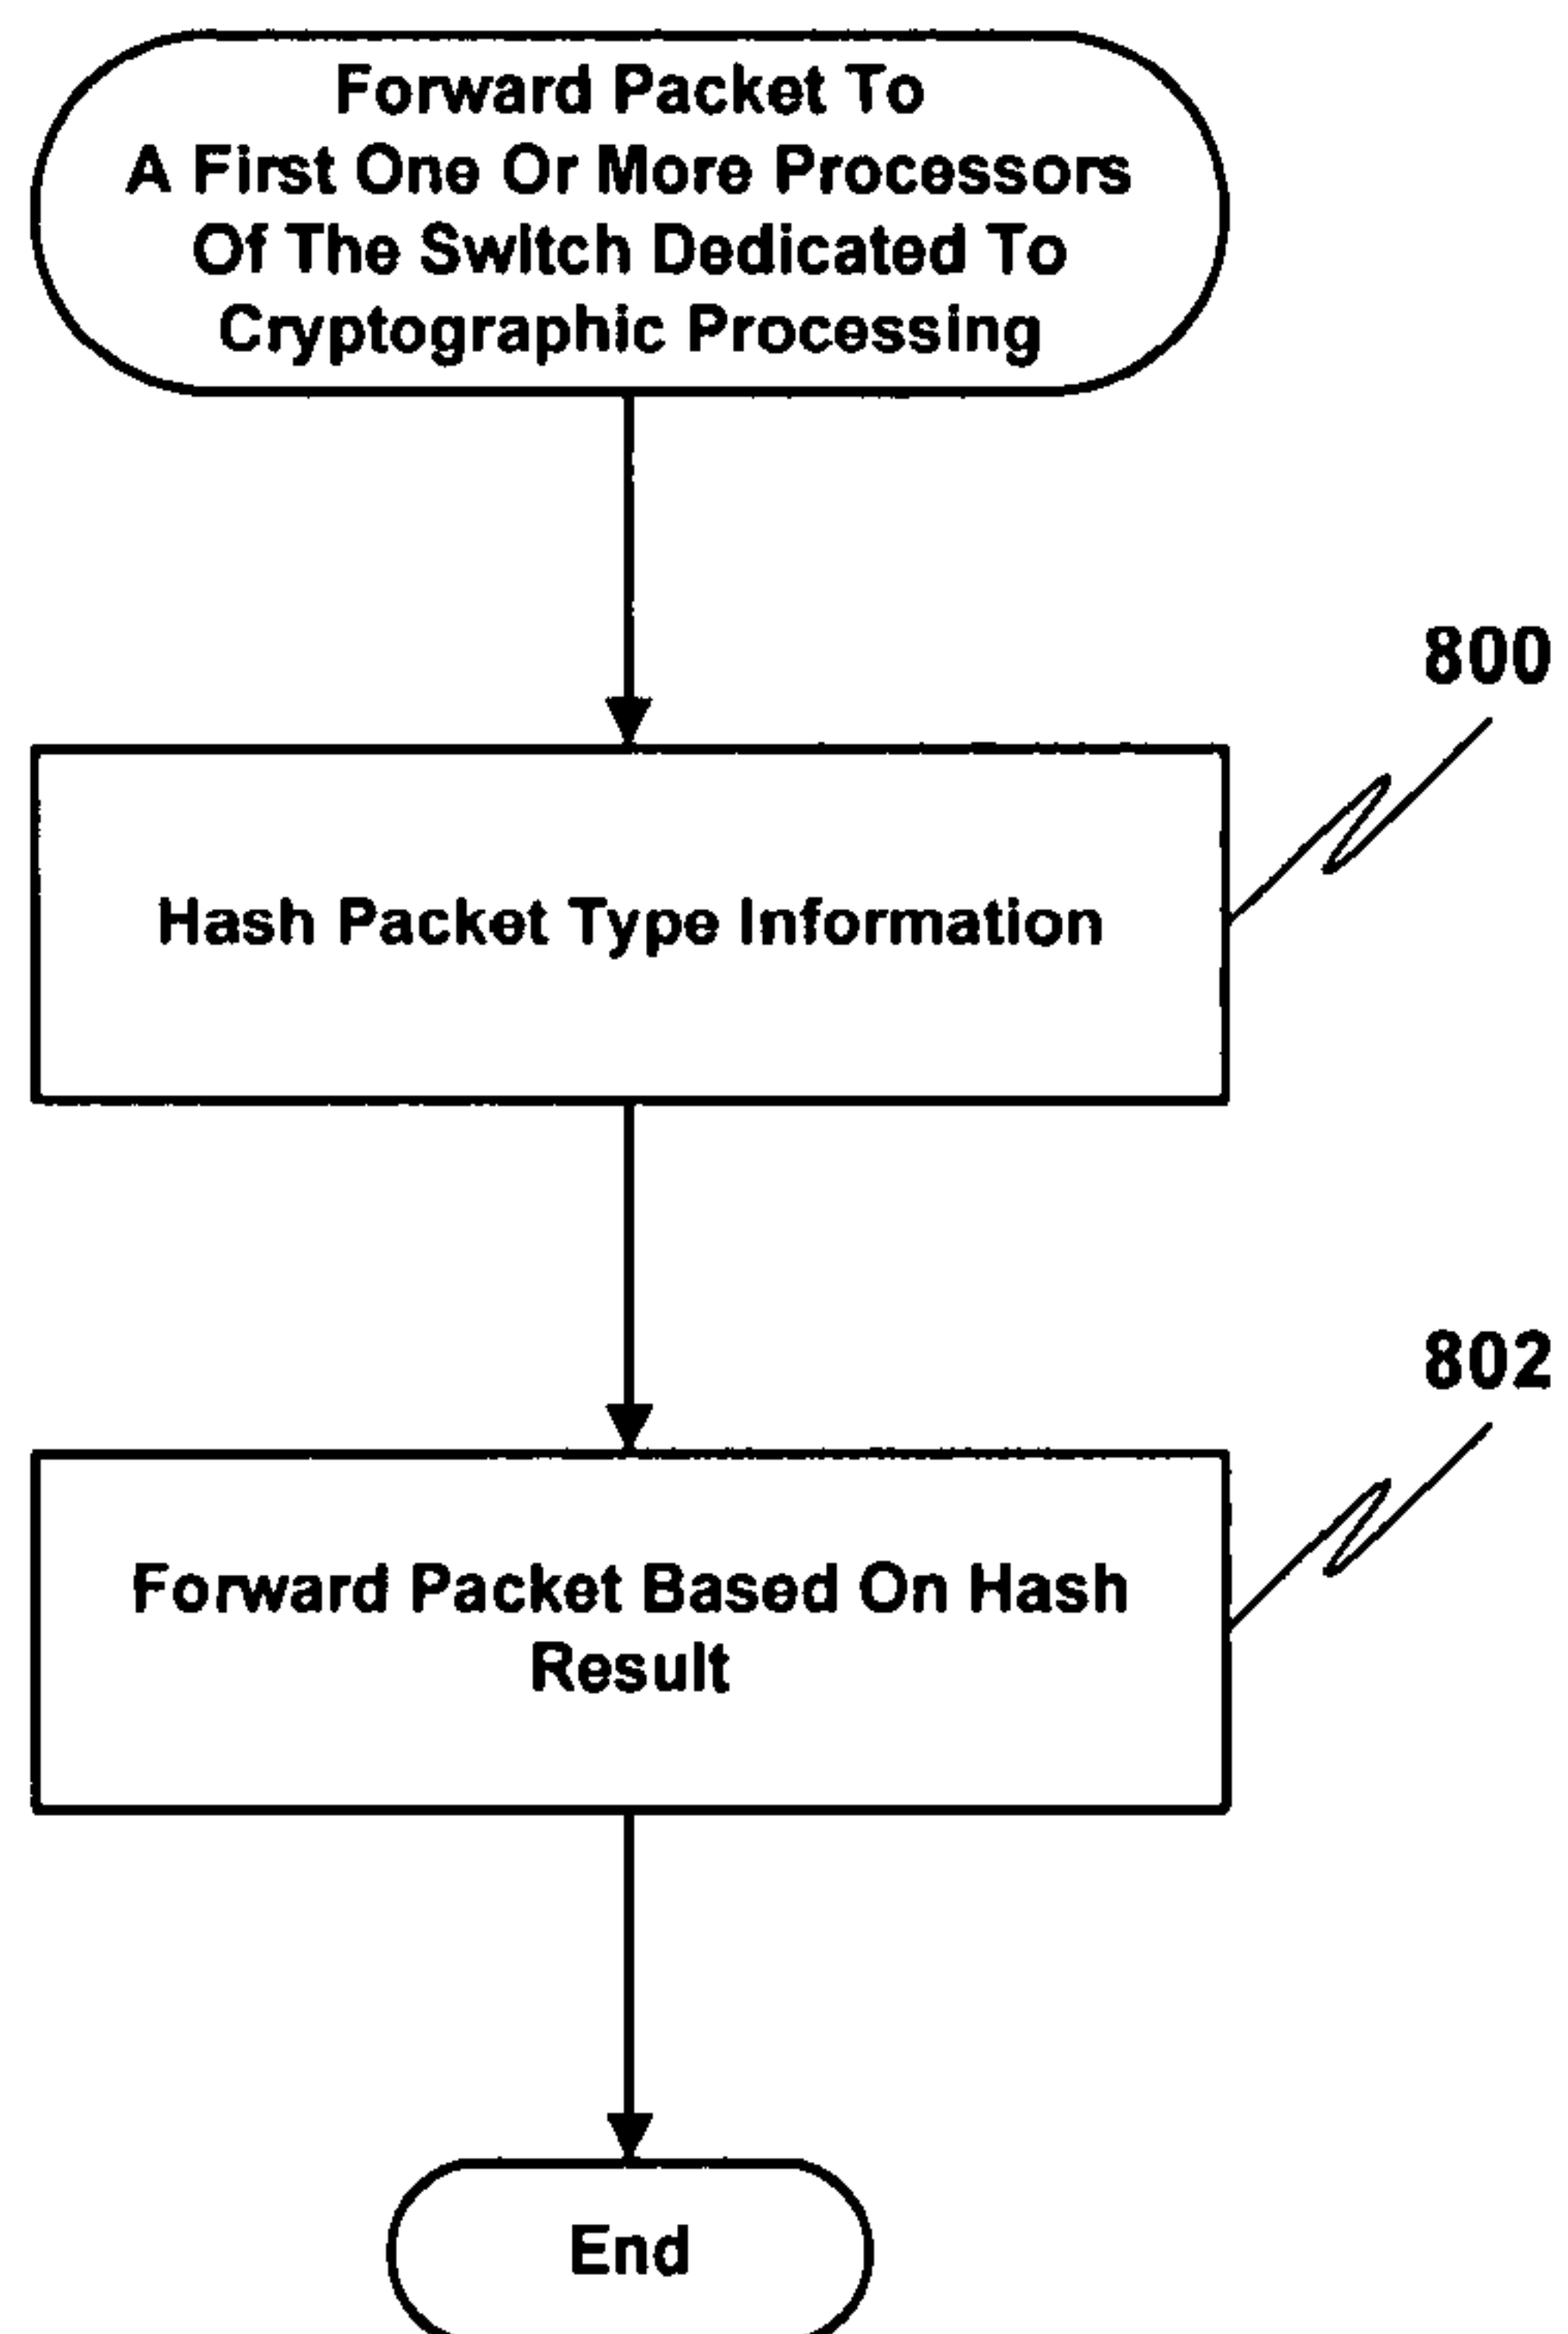 Forward Packet To
A First One Or More Processors
Of The Switch Dedicated To
Cryptographic Processing
800
Hash Packet Type Information
802
Forward Packet Based On Hash
Result
End